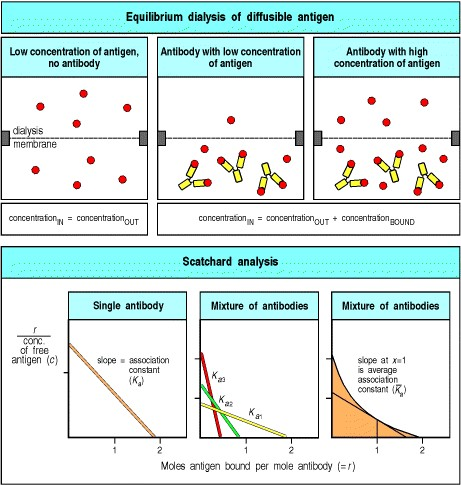 Equilibrium dialysis of diffusible antigen
Low concentration of antigen,
no antibody
Antibody with low concentration
of antigen
Antibody with high
concentration of antigen
dialysis
membrane
concentrationIN = concentrationOUT
concentrationIN = concentrationOUT + concentrationBOUND
Scatchard analysis
Single antibody
Mixture of antibodies
Mixture of antibodies
r
conc.
of free
antigen (c)
slope = association
constant
(Ka)
Ka3
Ka2
Ka1
slope at x=1
is average
association
constant (K̅a)
1
2
1
2
1
2
Moles antigen bound per mole antibody (= r)